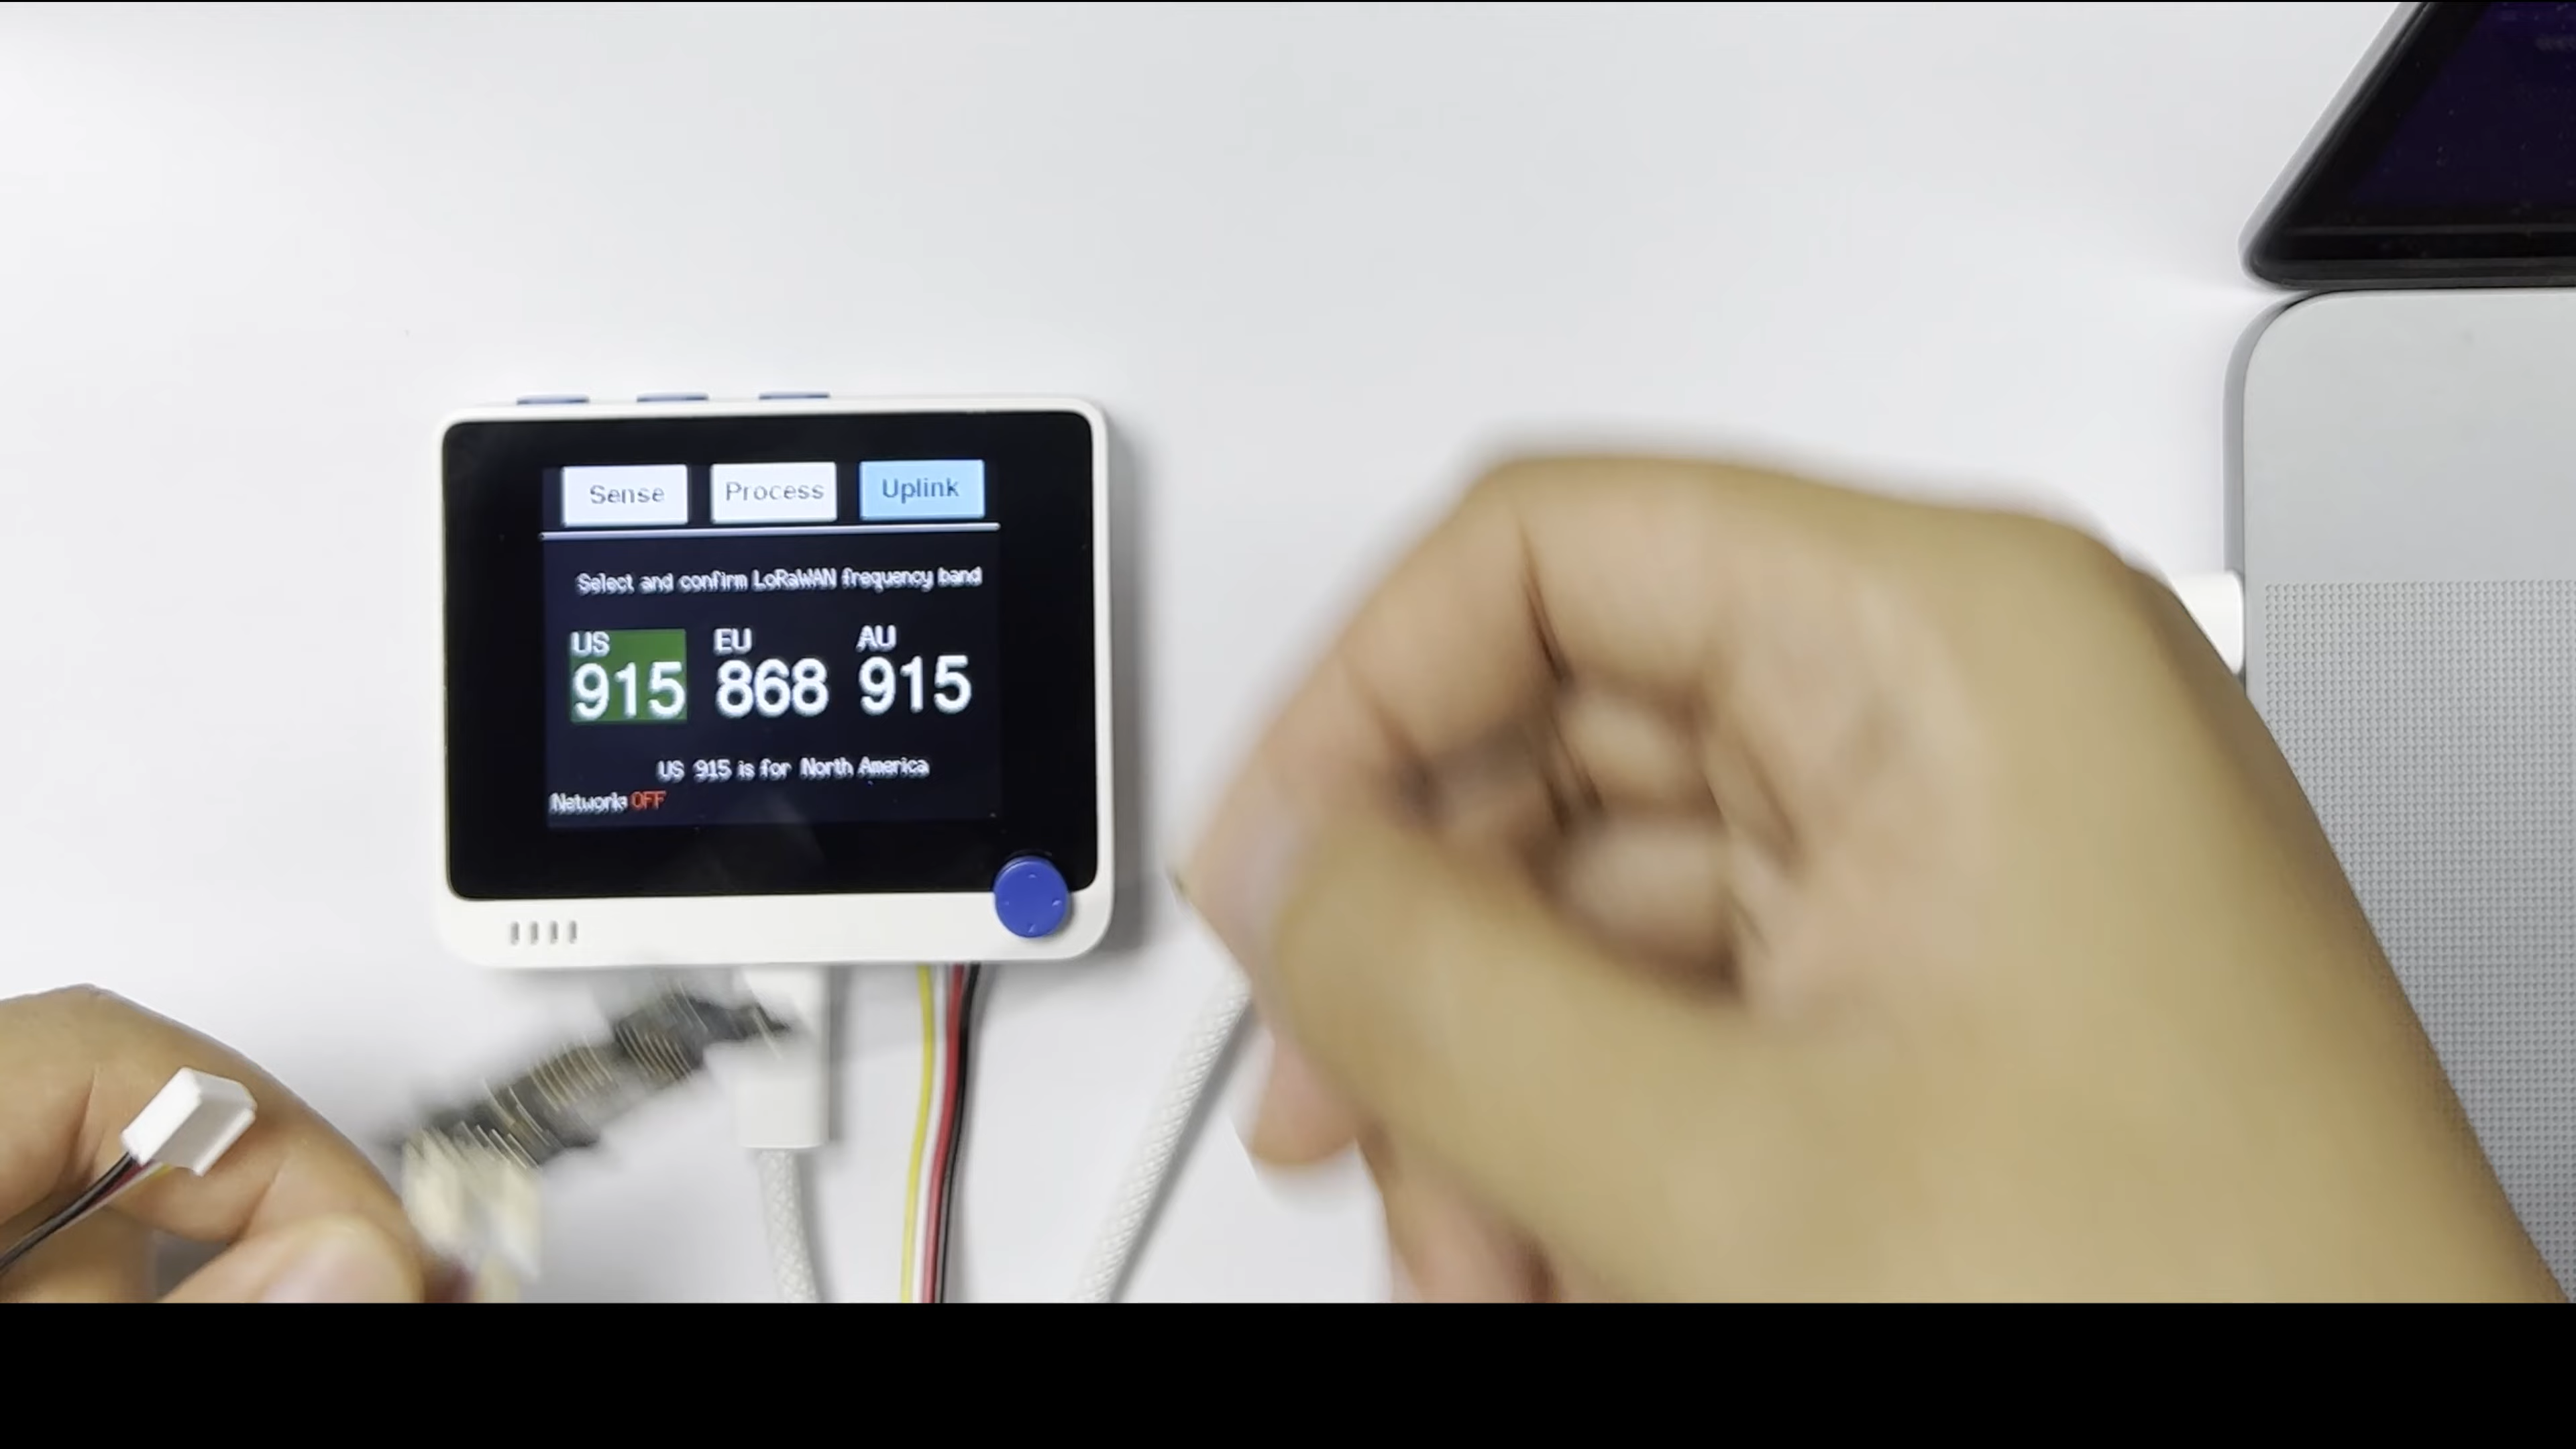 Sense Process Uplink
Select and confirm LoRaWAN frequency band
US EU AU
915 868 915
US 915 is for North America
Network: OFF